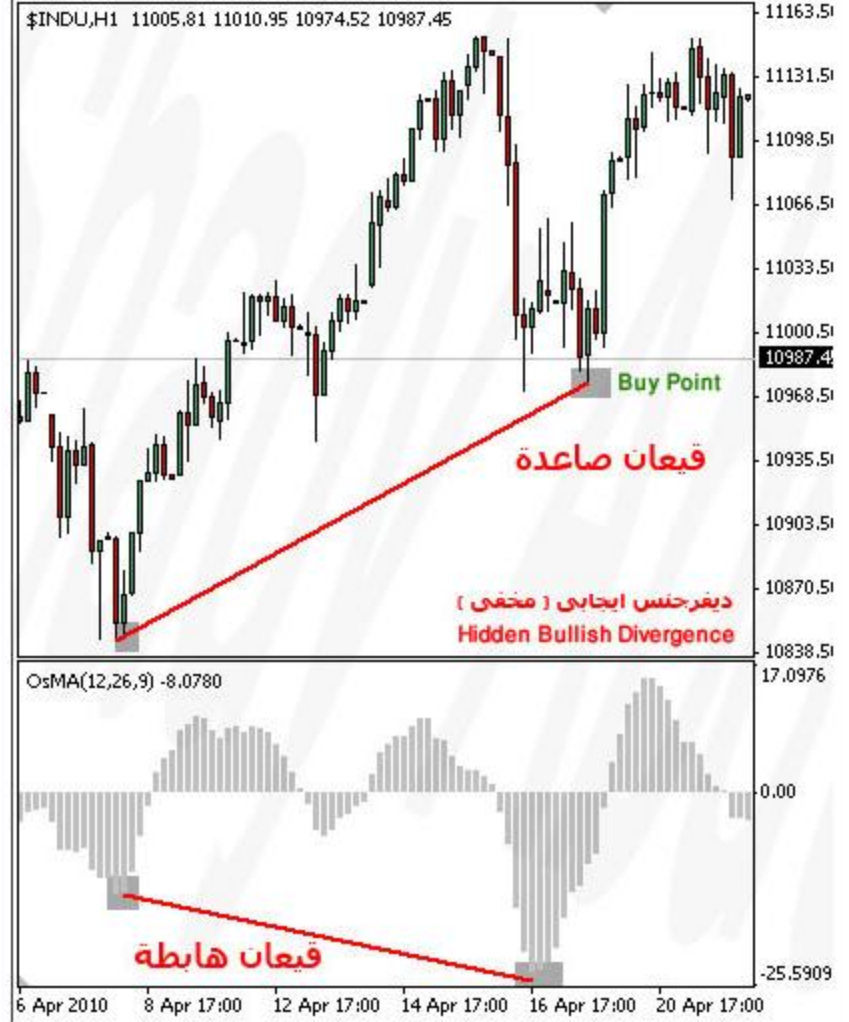 $INDU,H1 11005.81 11010.95 10974.52 10987.45
11163.5
11131.5
11098.5
11066.5
11033.5
11000.5
10987.4
Buy Point
10968.5
قيعان صاعدة
10935.5
10903.5
10870.5
ديفرجنس ايجابى ( مخفى )
Hidden Bullish Divergence
10838.5
OsMA(12,26,9) -8.0780
17.0976
0.00
قيعان هابطة
-25.5909
6 Apr 2010 8 Apr 17:00 12 Apr 17:00 14 Apr 17:00 16 Apr 17:00 20 Apr 17:00